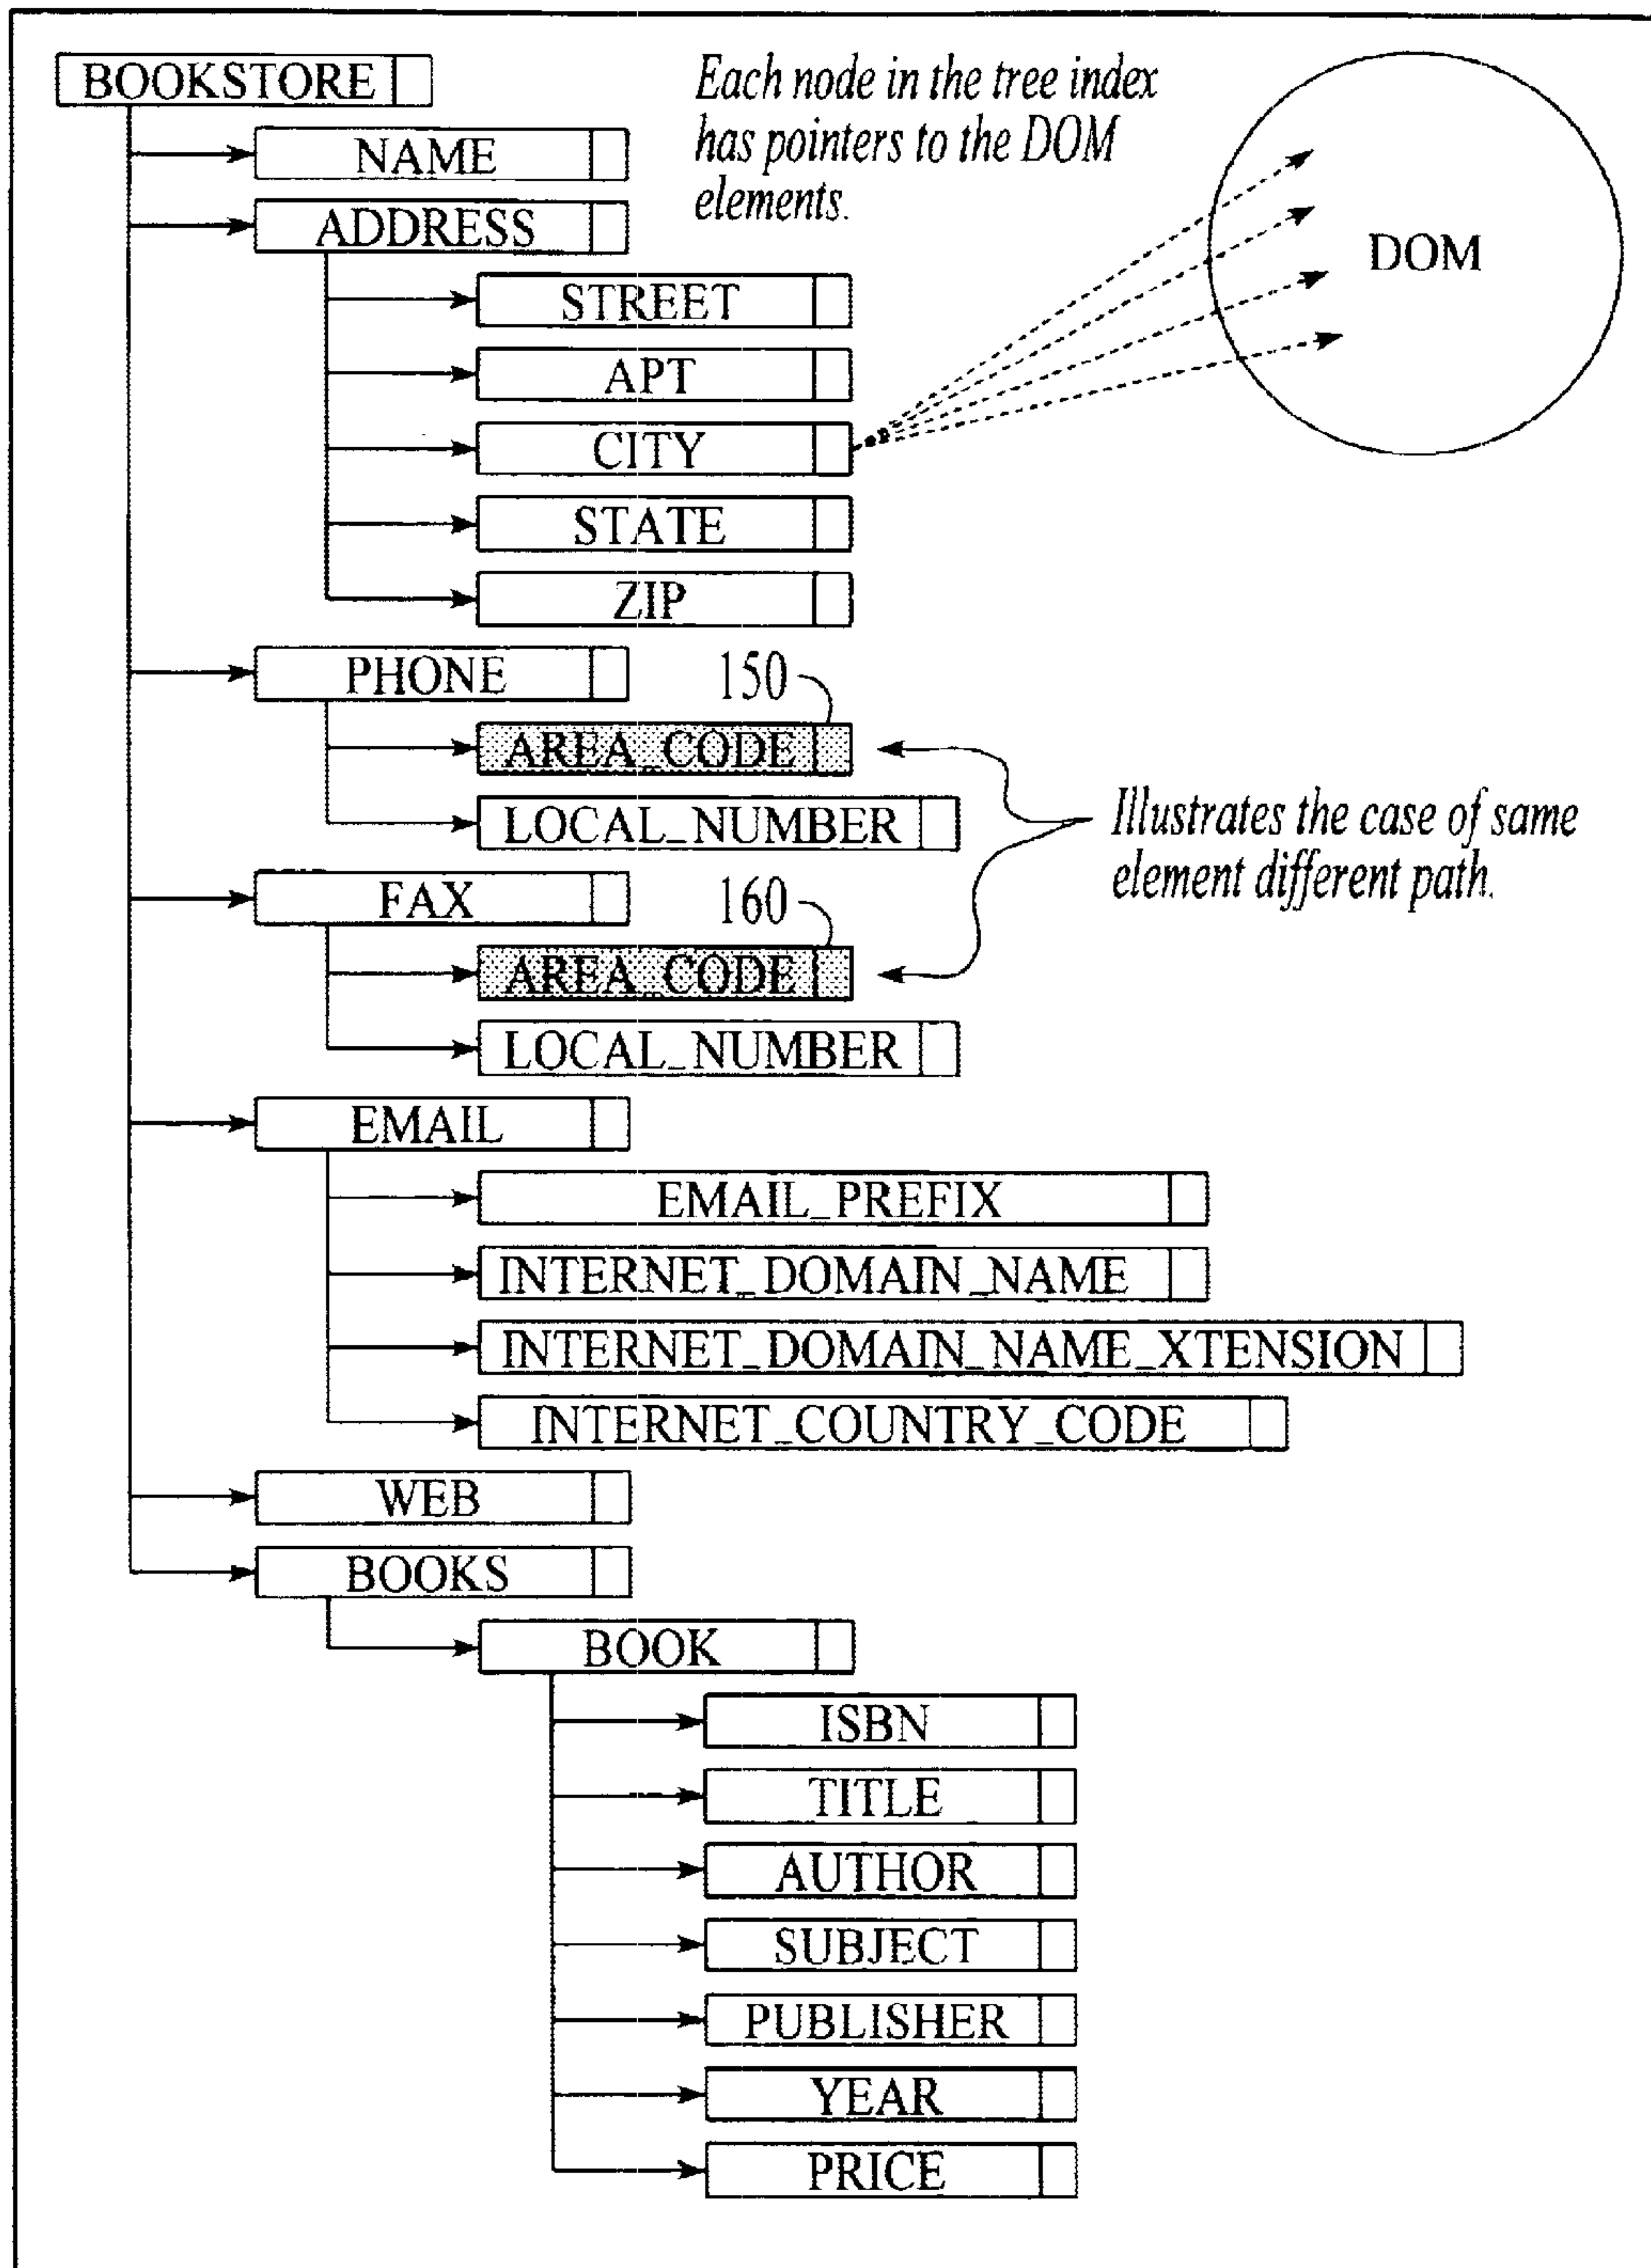 BOOKSTORE
Each node in the tree index
has pointers to the DOM
elements.
NAME
ADDRESS
DOM
STREET
APT
CITY
STATE
ZIP
PHONE
150
AREA_CODE
LOCAL_NUMBER
Illustrates the case of same
element different path.
FAX
160
AREA_CODE
LOCAL_NUMBER
EMAIL
EMAIL_PREFIX
INTERNET_DOMAIN_NAME
INTERNET_DOMAIN_NAME_XTENSION
INTERNET_COUNTRY_CODE
WEB
BOOKS
BOOK
ISBN
TITLE
AUTHOR
SUBJECT
PUBLISHER
YEAR
PRICE